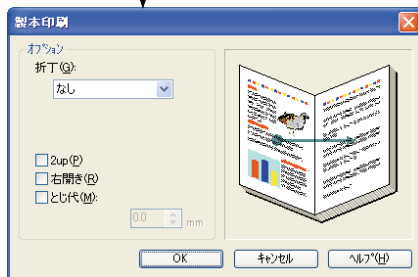 製本印刷
オプション
折丁(G):
なし
2up(P)
右開き(R)
とじ代(M):
0.0
mm
OK
キャンセル
ヘルプ(H)